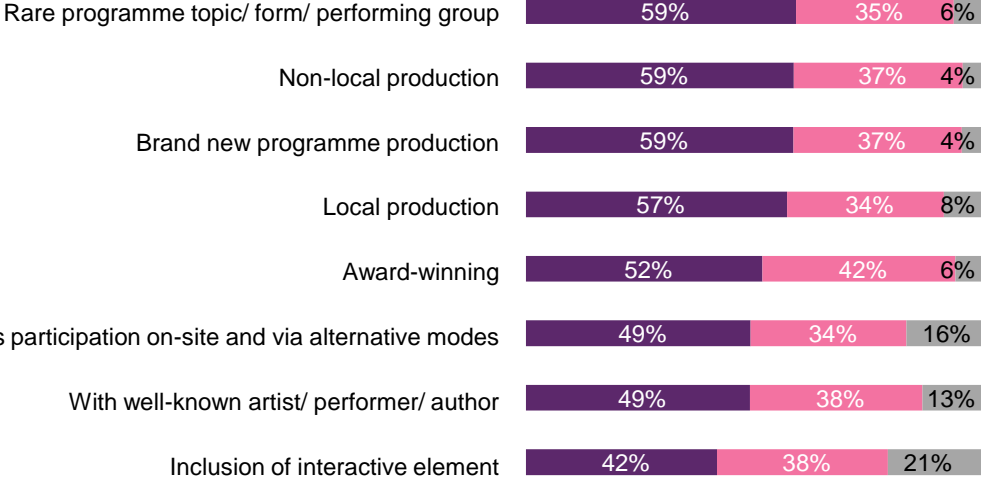 Rare programme topic/ form/ performing group 59% 35% 6%
Non-local production 59% 37% 4%
Brand new programme production 59% 37% 4%
Local production 57% 34% 8%
Award-winning 52% 42% 6%
participation on-site and via alternative modes 49% 34% 16%
With well-known artist/ performer/ author 49% 38% 13%
Inclusion of interactive element 42% 38% 21%